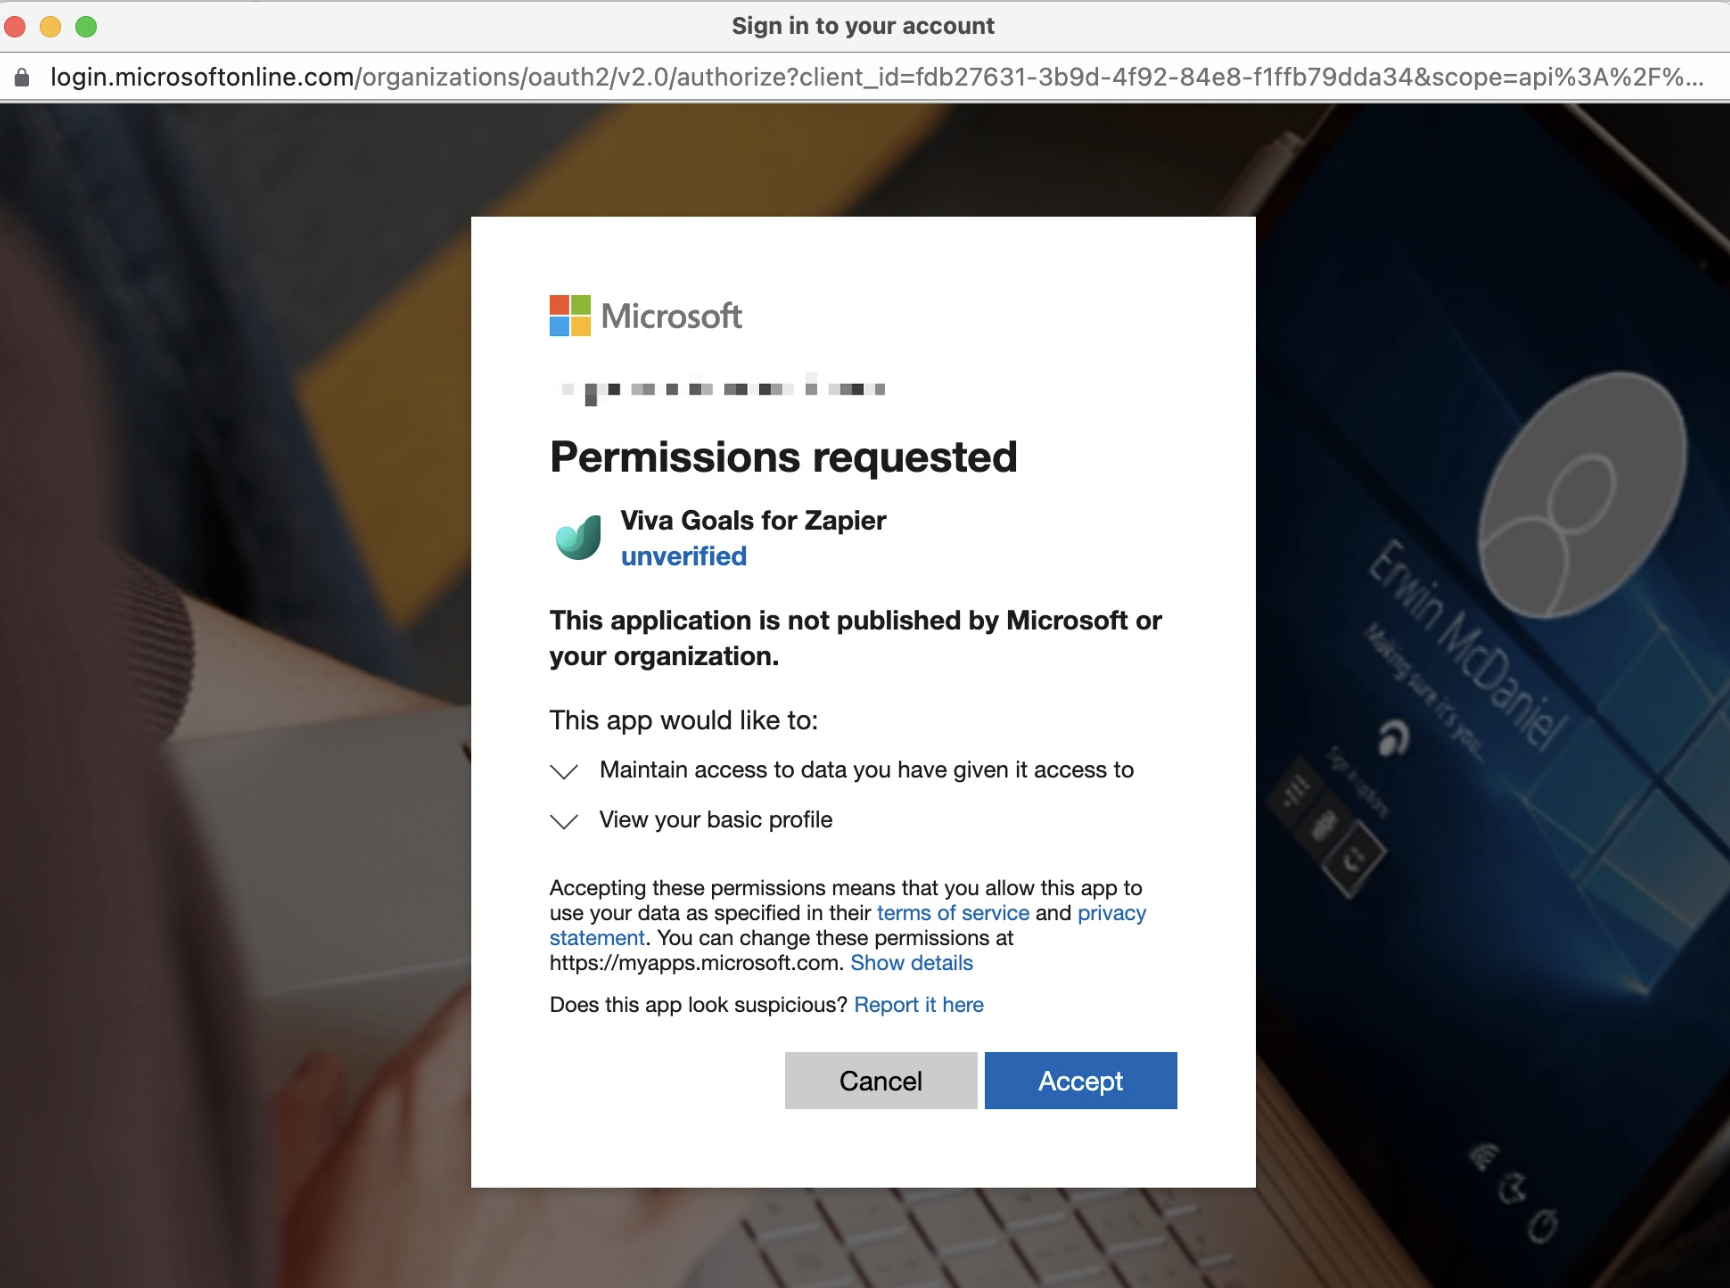 Sign in to your account
login.microsoftonline.com/organizations/oauth2/v2.0/authorize?client_id=fdb27631-3b9d-4f92-84e8-f1ffb79dda34&scope=api%3A%2F%...
Microsoft
Permissions requested
Viva Goals for Zapier
unverified
This application is not published by Microsoft or
your organization.
This app would like to:
Maintain access to data you have given it access to
View your basic profile
Accepting these permissions means that you allow this app to
use your data as specified in their terms of service and privacy
statement. You can change these permissions at
https://myapps.microsoft.com. Show details
Does this app look suspicious? Report it here
Cancel
Accept
Erwin McDaniel
Making sure it's you...
Sign in options